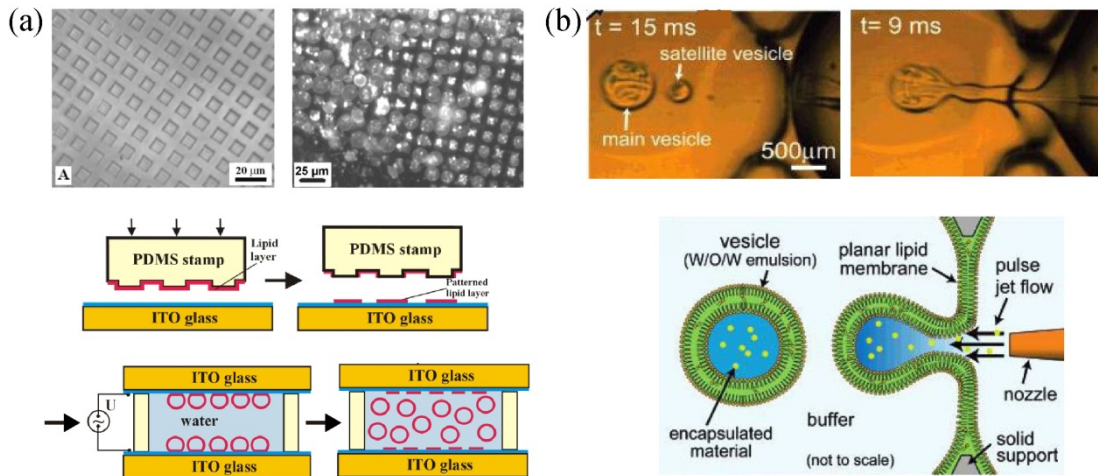 (a)
A
20 μm
25 μm
PDMS stamp
Lipid
layer
ITO glass
PDMS stamp
Patterned
lipid layer
ITO glass
ITO glass
U
water
ITO glass
ITO glass
ITO glass
(b)
t = 15 ms
satellite vesicle
main vesicle
500μm
t= 9 ms
vesicle
(W/O/W emulsion)
planar lipid
membrane
pulse
jet flow
nozzle
buffer
encapsulated
material
(not to scale)
solid
support